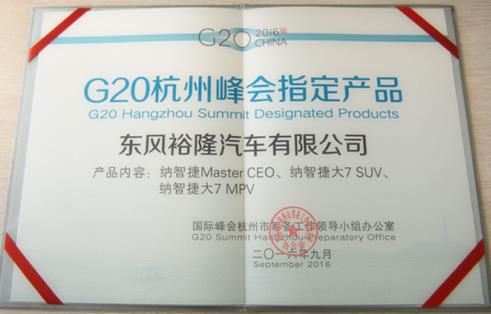 G20 2016
CHINA
G20杭州峰会指定产品
G20 Hangzhou Summit Designated Products
东风裕隆汽车有限公司
产品内容：纳智捷Master CEO、纳智捷大7 SUV、
纳智捷大7 MPV
国际峰会杭州市筹备工作领导小组办公室
G20 Summit Hangzhou Preparatory Office
二〇一六年九月
September 2016